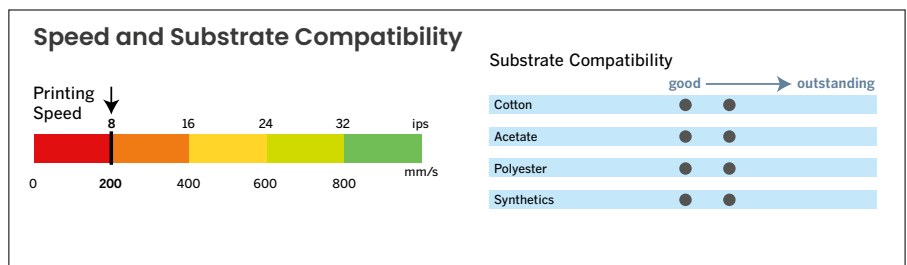 Speed and Substrate Compatibility
Printing
Speed
8 16 24 32 ips
mm/s
0 200 400 600 800
Substrate Compatibility
good outstanding
Cotton
Acetate
Polyester
Synthetics